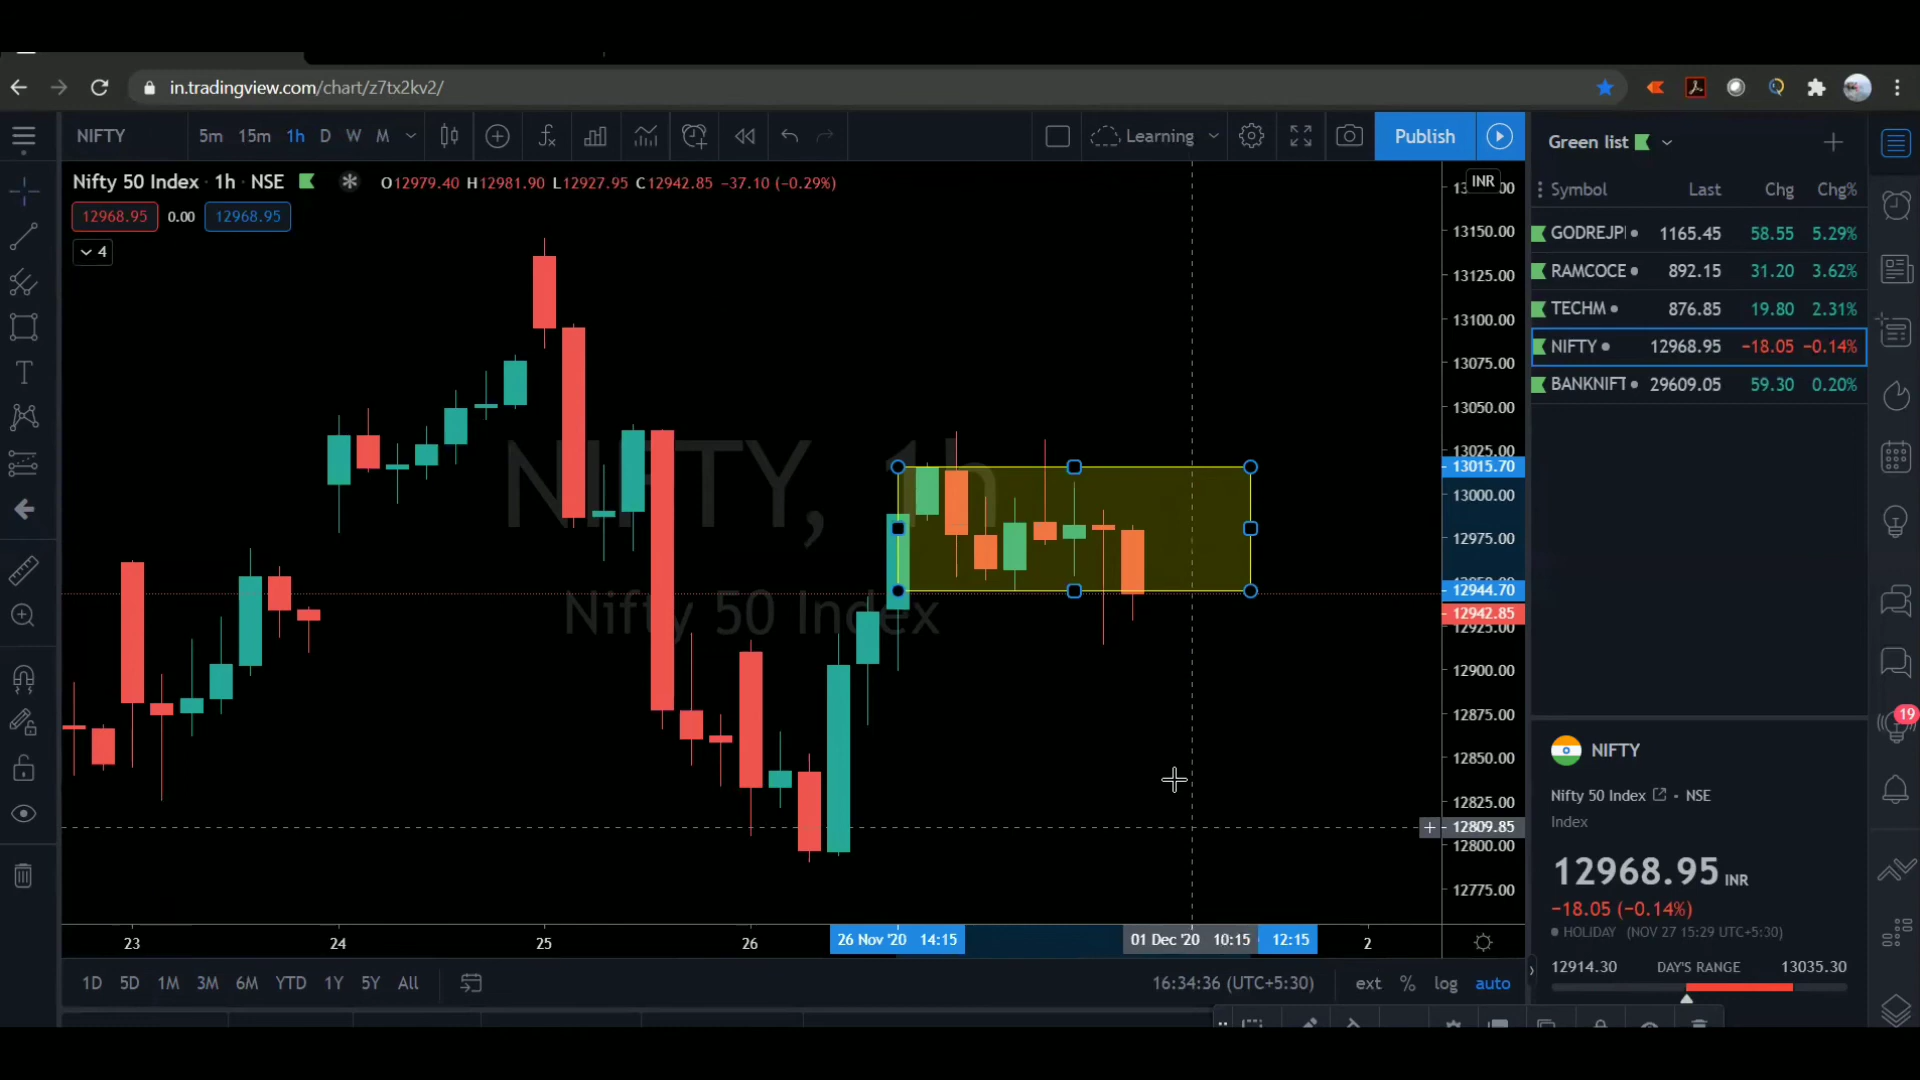 in.tradingview.com/chart/z7tx2kv2/
NIFTY 5m 15m 1h D W M Learning Publish
Nifty 50 Index · 1h · NSE O12979.40 H12981.90 L12927.95 C12942.85 −37.10 (−0.29%)
12968.95 0.00 12968.95
4
NIFTY, 1h
Nifty 50 Index
INR
13150.00
13125.00
13100.00
13075.00
13050.00
13025.00
13015.70
13000.00
12975.00
12944.70
12942.85
12925.00
12900.00
12875.00
12850.00
12825.00
12809.85
12800.00
12775.00
23 24 25 26 26 Nov '20 14:15 01 Dec '20 10:15 12:15 2
1D 5D 1M 3M 6M YTD 1Y 5Y All 16:34:36 (UTC+5:30) ext % log auto
Green list
Symbol Last Chg Chg%
GODREJP 1165.45 58.55 5.29%
RAMCOCE 892.15 31.20 3.62%
TECHM 876.85 19.80 2.31%
NIFTY 12968.95 −18.05 −0.14%
BANKNIFT 29609.05 59.30 0.20%
19
NIFTY
Nifty 50 Index · NSE
Index
12968.95 INR
−18.05 (−0.14%)
HOLIDAY (NOV 27 15:29 UTC+5:30)
12914.30 DAY'S RANGE 13035.30